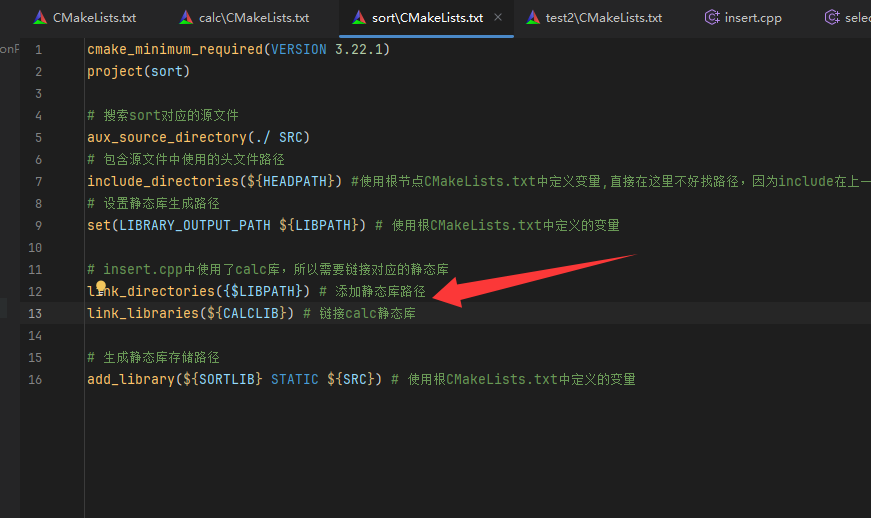 CMakeLists.txt calc\CMakeLists.txt sort\CMakeLists.txt × test2\CMakeLists.txt insert.cpp selec
onF
1 cmake_minimum_required(VERSION 3.22.1)
2 project(sort)
3
4 # 搜索sort对应的源文件
5 aux_source_directory(./ SRC)
6 # 包含源文件中使用的头文件路径
7 include_directories(${HEADPATH}) #使用根节点CMakeLists.txt中定义变量,直接在这里不好找路径，因为include在上一
8 # 设置静态库生成路径
9 set(LIBRARY_OUTPUT_PATH ${LIBPATH}) # 使用根CMakeLists.txt中定义的变量
10
11 # insert.cpp中使用了calc库，所以需要链接对应的静态库
12 link_directories({$LIBPATH}) # 添加静态库路径
13 link_libraries(${CALCLIB}) # 链接calc静态库
14
15 # 生成静态库存储路径
16 add_library(${SORTLIB} STATIC ${SRC}) # 使用根CMakeLists.txt中定义的变量